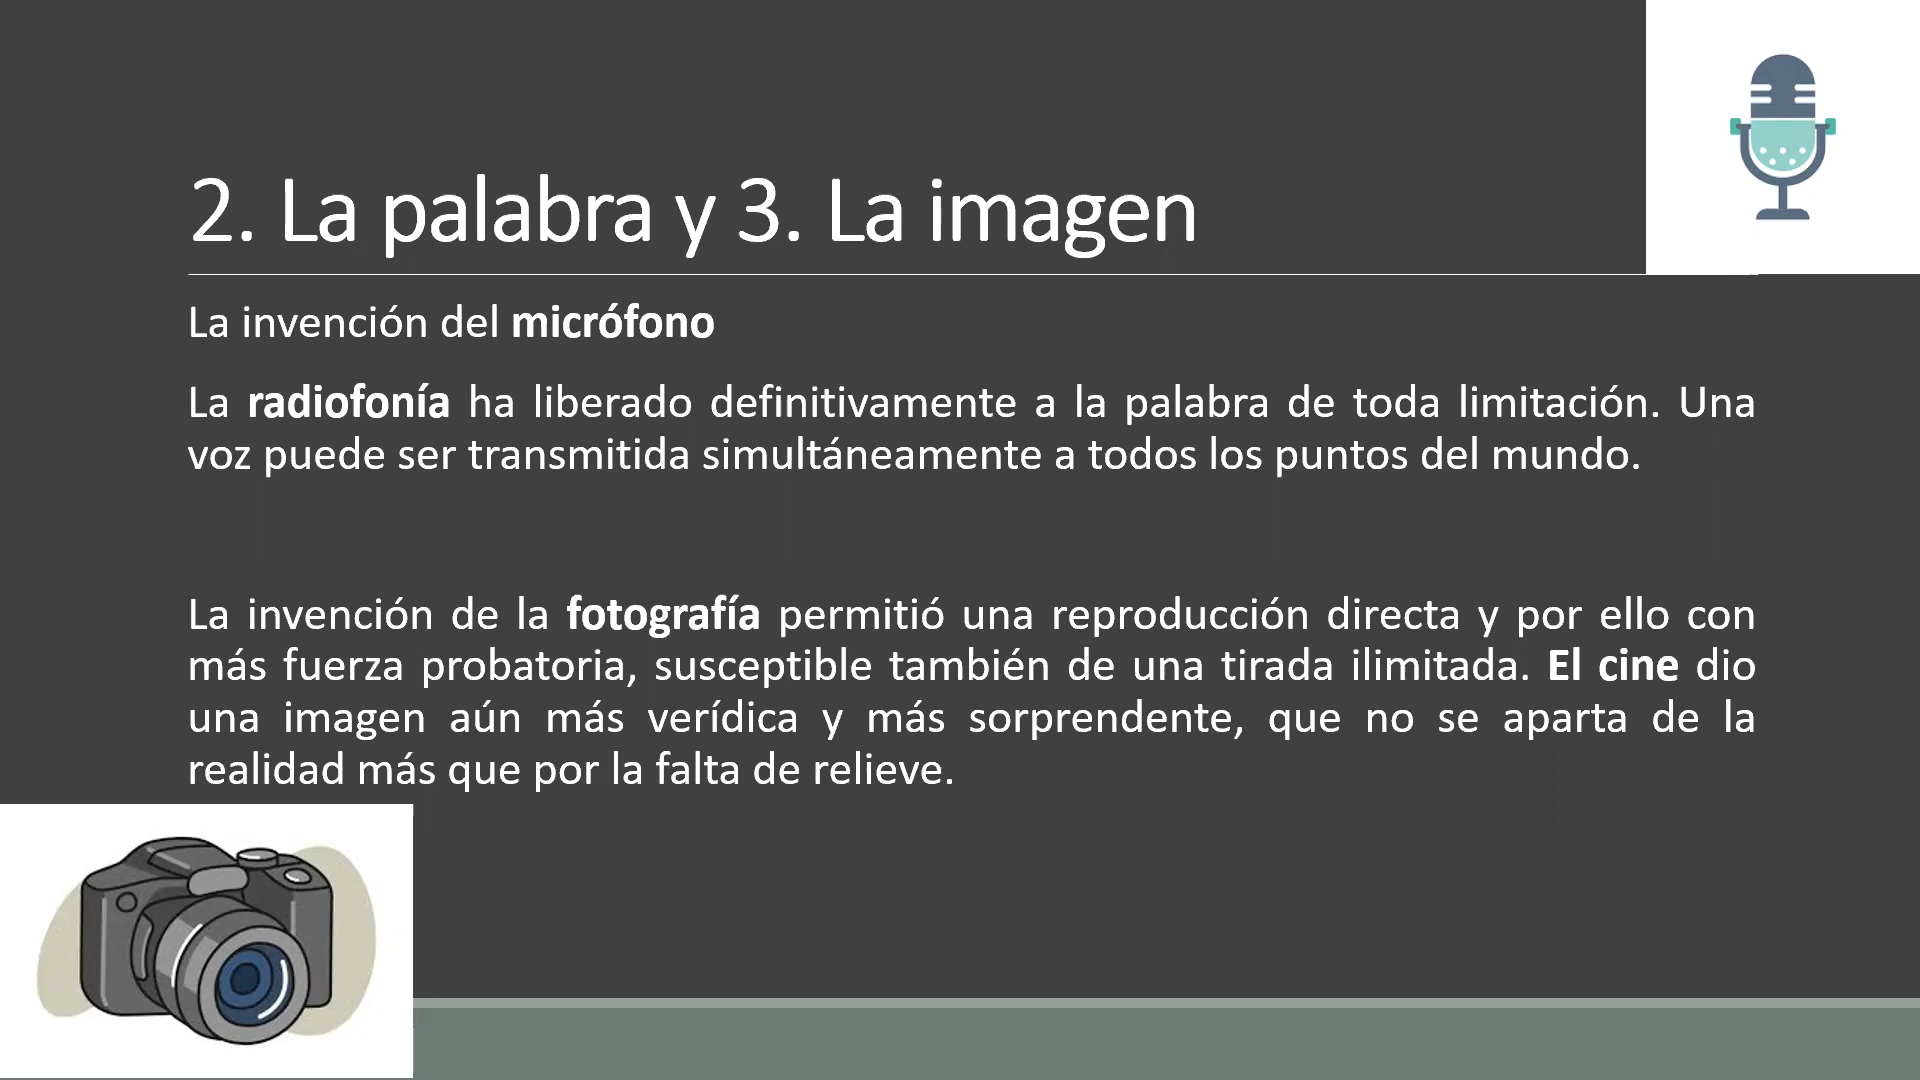 2. La palabra y 3. La imagen
La invención del micrófono
La radiofonía ha liberado definitivamente a la palabra de toda limitación. Una
voz puede ser transmitida simultáneamente a todos los puntos del mundo.
La invención de la fotografía permitió una reproducción directa y por ello con
más fuerza probatoria, susceptible también de una tirada ilimitada. El cine dio
una imagen aún más verídica y más sorprendente, que no se aparta de la
realidad más que por la falta de relieve.